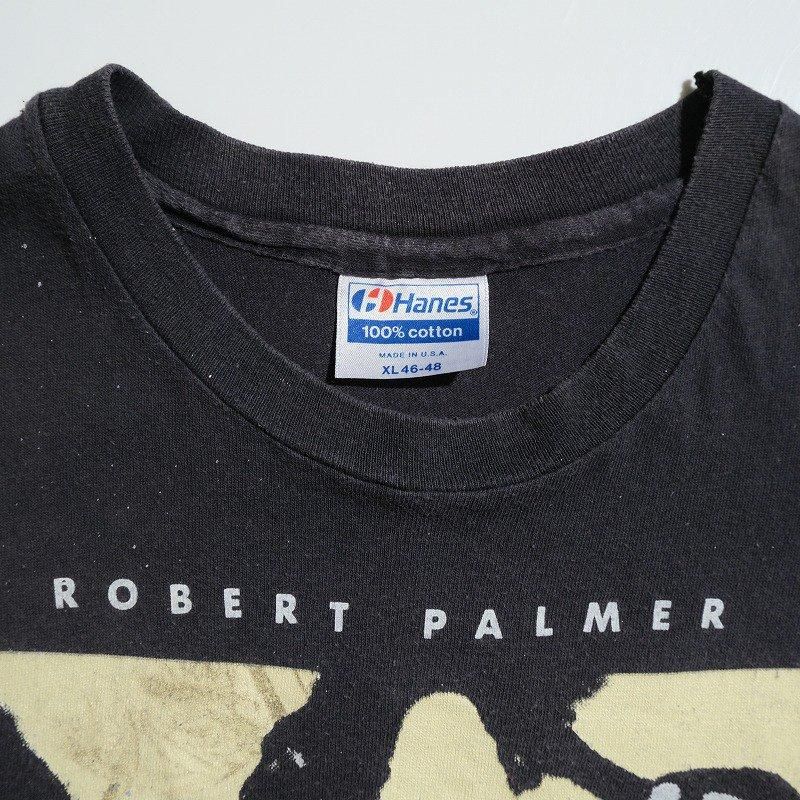 Hanes®
100% cotton
MADE IN U.S.A.
XL 46-48
ROBERT PALMER